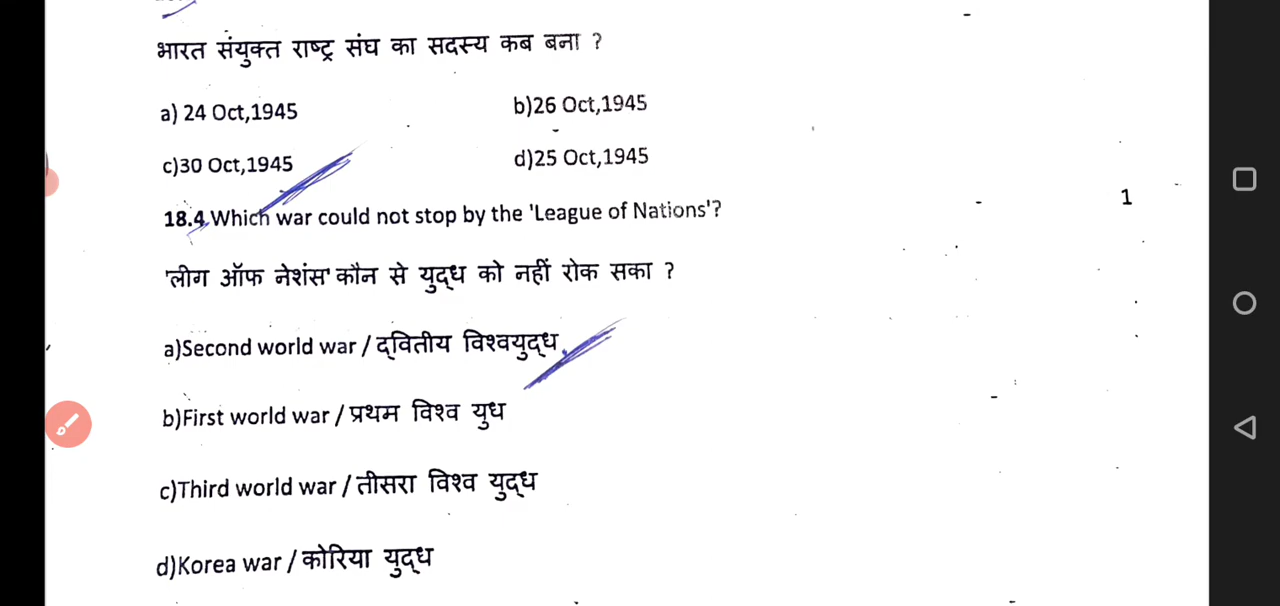 भारत संयुक्त राष्ट्र संघ का सदस्य कब बना ?
a) 24 Oct,1945
b)26 Oct,1945
c)30 Oct,1945
d)25 Oct,1945
18.4.Which war could not stop by the 'League of Nations'?
1
'लीग ऑफ नेशंस' कौन से युद्ध को नहीं रोक सका ?
a)Second world war / द्वितीय विश्वयुद्ध
b)First world war / प्रथम विश्व युध
c)Third world war / तीसरा विश्व युद्ध
d)Korea war / कोरिया युद्ध